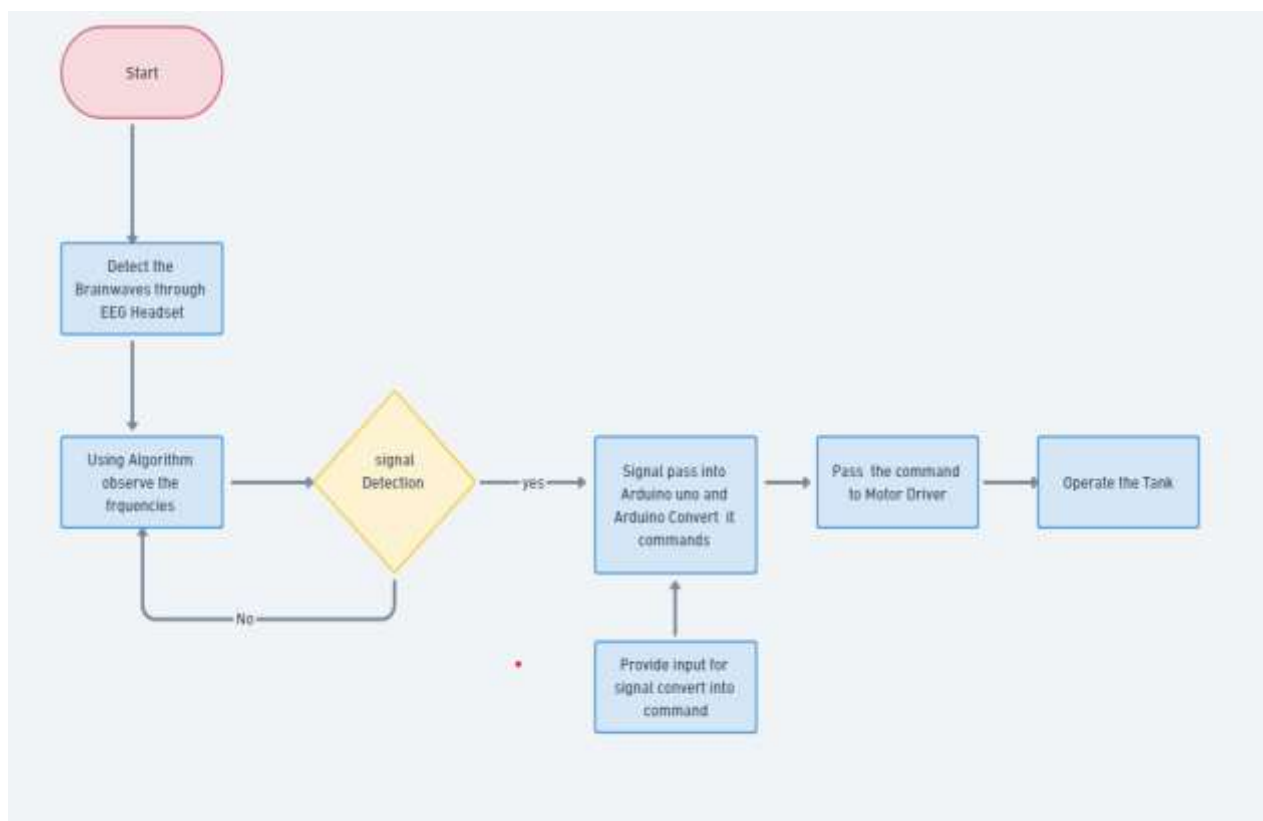 Start
Detect the
Brainwaves through
EEG Headset
Using Algorithm
observe the
frquencies
signal
Detection
yes
No
Signal pass into
Arduino uno and
Arduino Convert it
commands
Provide input for
signal convert into
command
Pass the command
to Motor Driver
Operate the Tank